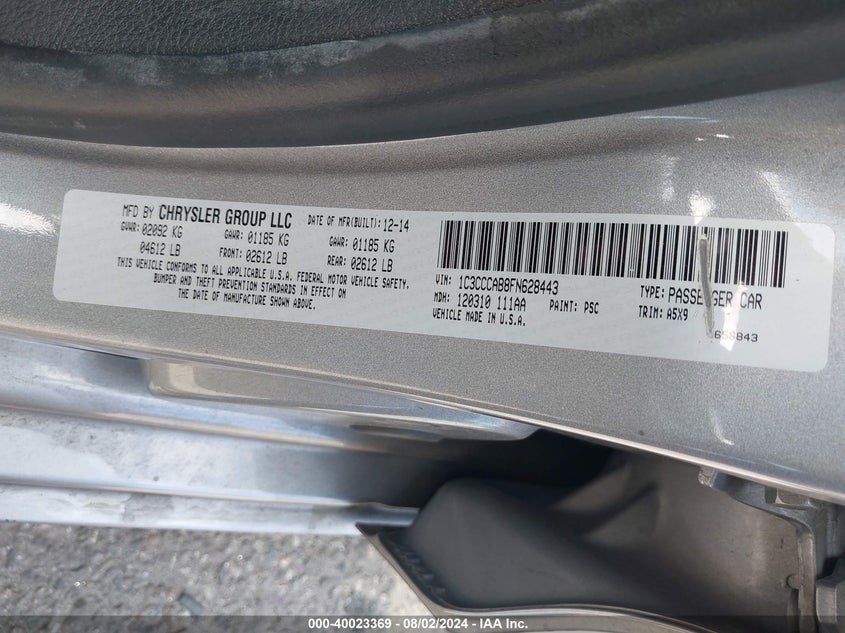 MFD BY CHRYSLER GROUP LLC DATE OF MFR(BUILT): 12-14
GVWR: 02092 KG GAWR: 01185 KG GAWR: 01185 KG
04612 LB FRONT: 02612 LB REAR: 02612 LB
THIS VEHICLE CONFORMS TO ALL APPLICABLE U.S.A. FEDERAL MOTOR VEHICLE SAFETY,
BUMPER AND THEFT PREVENTION STANDARDS IN EFFECT ON
THE DATE OF MANUFACTURE SHOWN ABOVE.
VIN: 1C3CCCAB8FN628443 TYPE: PASSENGER CAR
MDH: 120310 111AA PAINT: PSC TRIM: A5X9
VEHICLE MADE IN U.S.A.
000-40023369 - 08/02/2024 - IAA Inc.